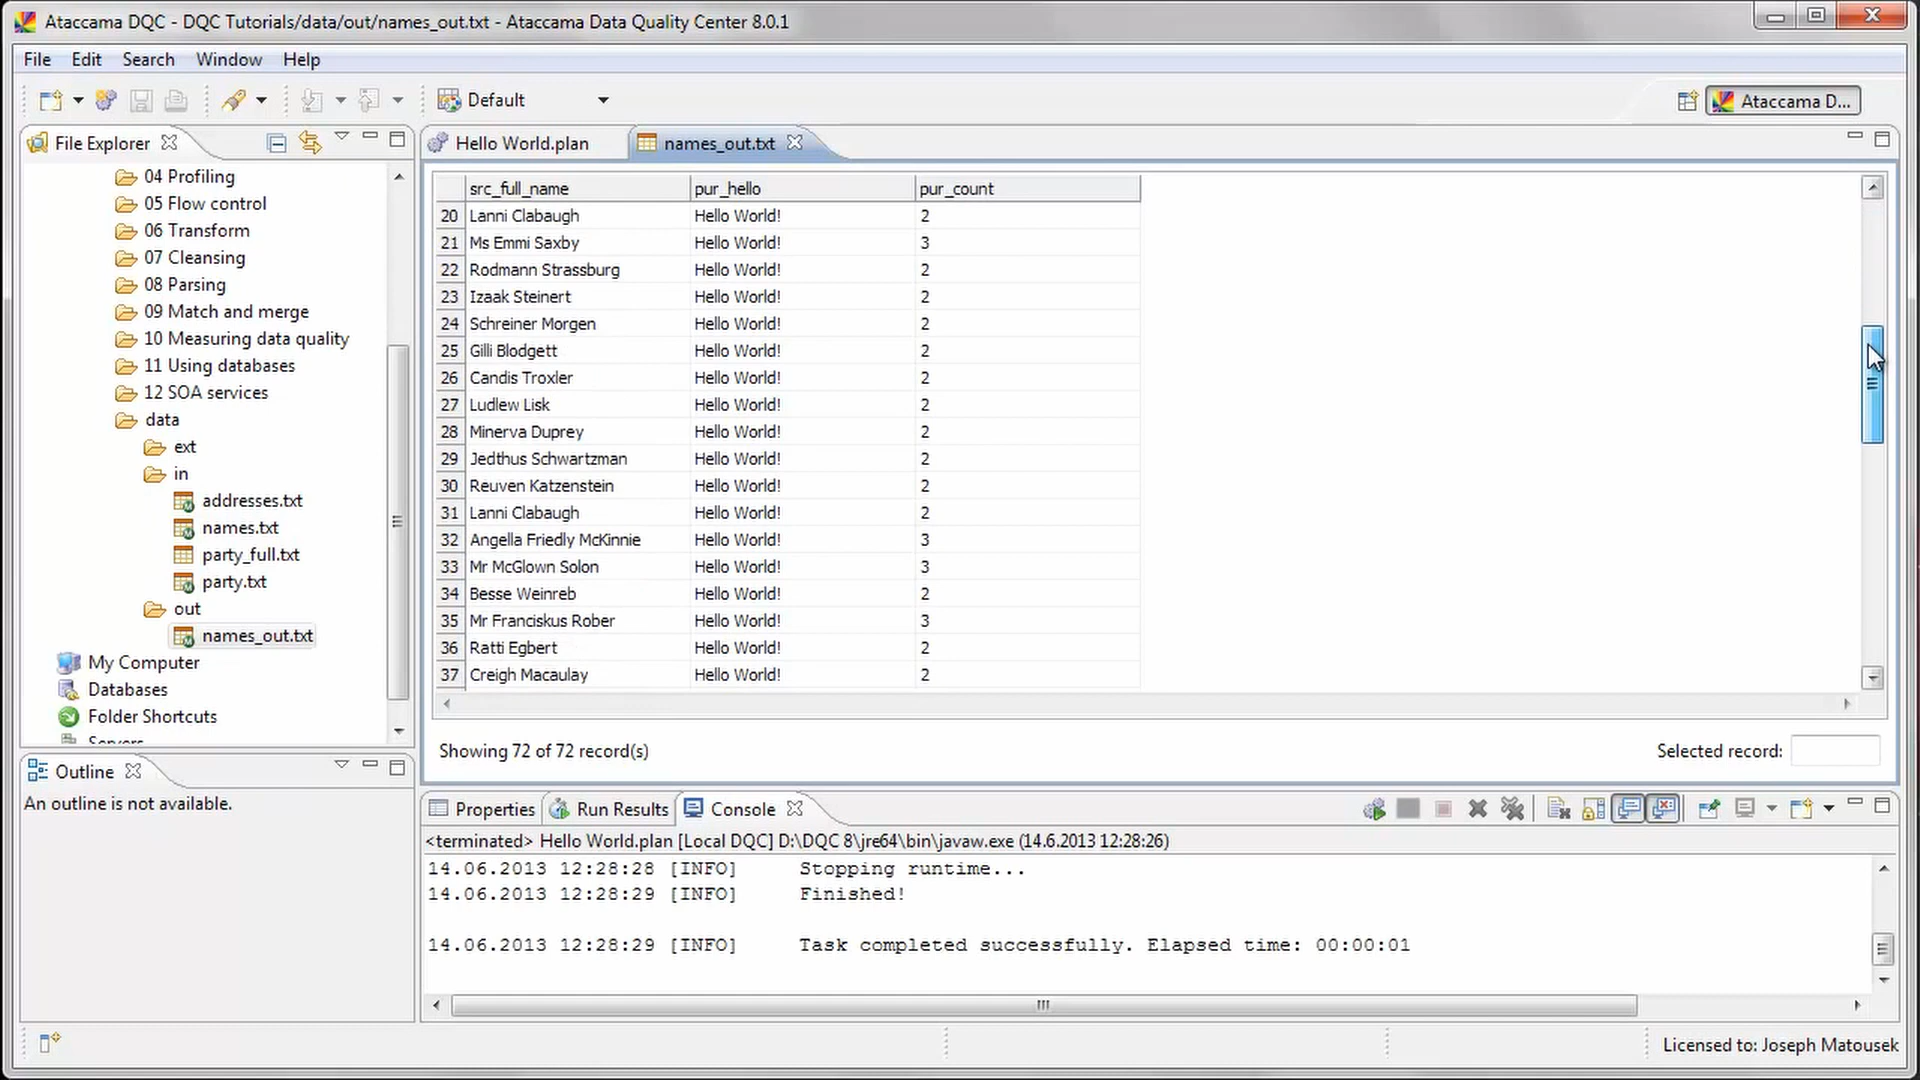 Ataccama DQC - DQC Tutorials/data/out/names_out.txt - Ataccama Data Quality Center 8.0.1
File Edit Search Window Help
Default
Ataccama D...
File Explorer
04 Profiling
05 Flow control
06 Transform
07 Cleansing
08 Parsing
09 Match and merge
10 Measuring data quality
11 Using databases
12 SOA services
data
ext
in
addresses.txt
names.txt
party_full.txt
party.txt
out
names_out.txt
My Computer
Databases
Folder Shortcuts
Servers
Outline
An outline is not available.
Hello World.plan names_out.txt
src_full_name pur_hello pur_count
20 Lanni Clabaugh Hello World! 2
21 Ms Emmi Saxby Hello World! 3
22 Rodmann Strassburg Hello World! 2
23 Izaak Steinert Hello World! 2
24 Schreiner Morgen Hello World! 2
25 Gilli Blodgett Hello World! 2
26 Candis Troxler Hello World! 2
27 Ludlew Lisk Hello World! 2
28 Minerva Duprey Hello World! 2
29 Jedthus Schwartzman Hello World! 2
30 Reuven Katzenstein Hello World! 2
31 Lanni Clabaugh Hello World! 2
32 Angella Friedly McKinnie Hello World! 3
33 Mr McGlown Solon Hello World! 3
34 Besse Weinreb Hello World! 2
35 Mr Franciskus Rober Hello World! 3
36 Ratti Egbert Hello World! 2
37 Creigh Macaulay Hello World! 2
Showing 72 of 72 record(s) Selected record:
Properties Run Results Console
<terminated> Hello World.plan [Local DQC] D:\DQC 8\jre64\bin\javaw.exe (14.6.2013 12:28:26)
14.06.2013 12:28:28 [INFO] Stopping runtime...
14.06.2013 12:28:29 [INFO] Finished!
14.06.2013 12:28:29 [INFO] Task completed successfully. Elapsed time: 00:00:01
Licensed to: Joseph Matousek